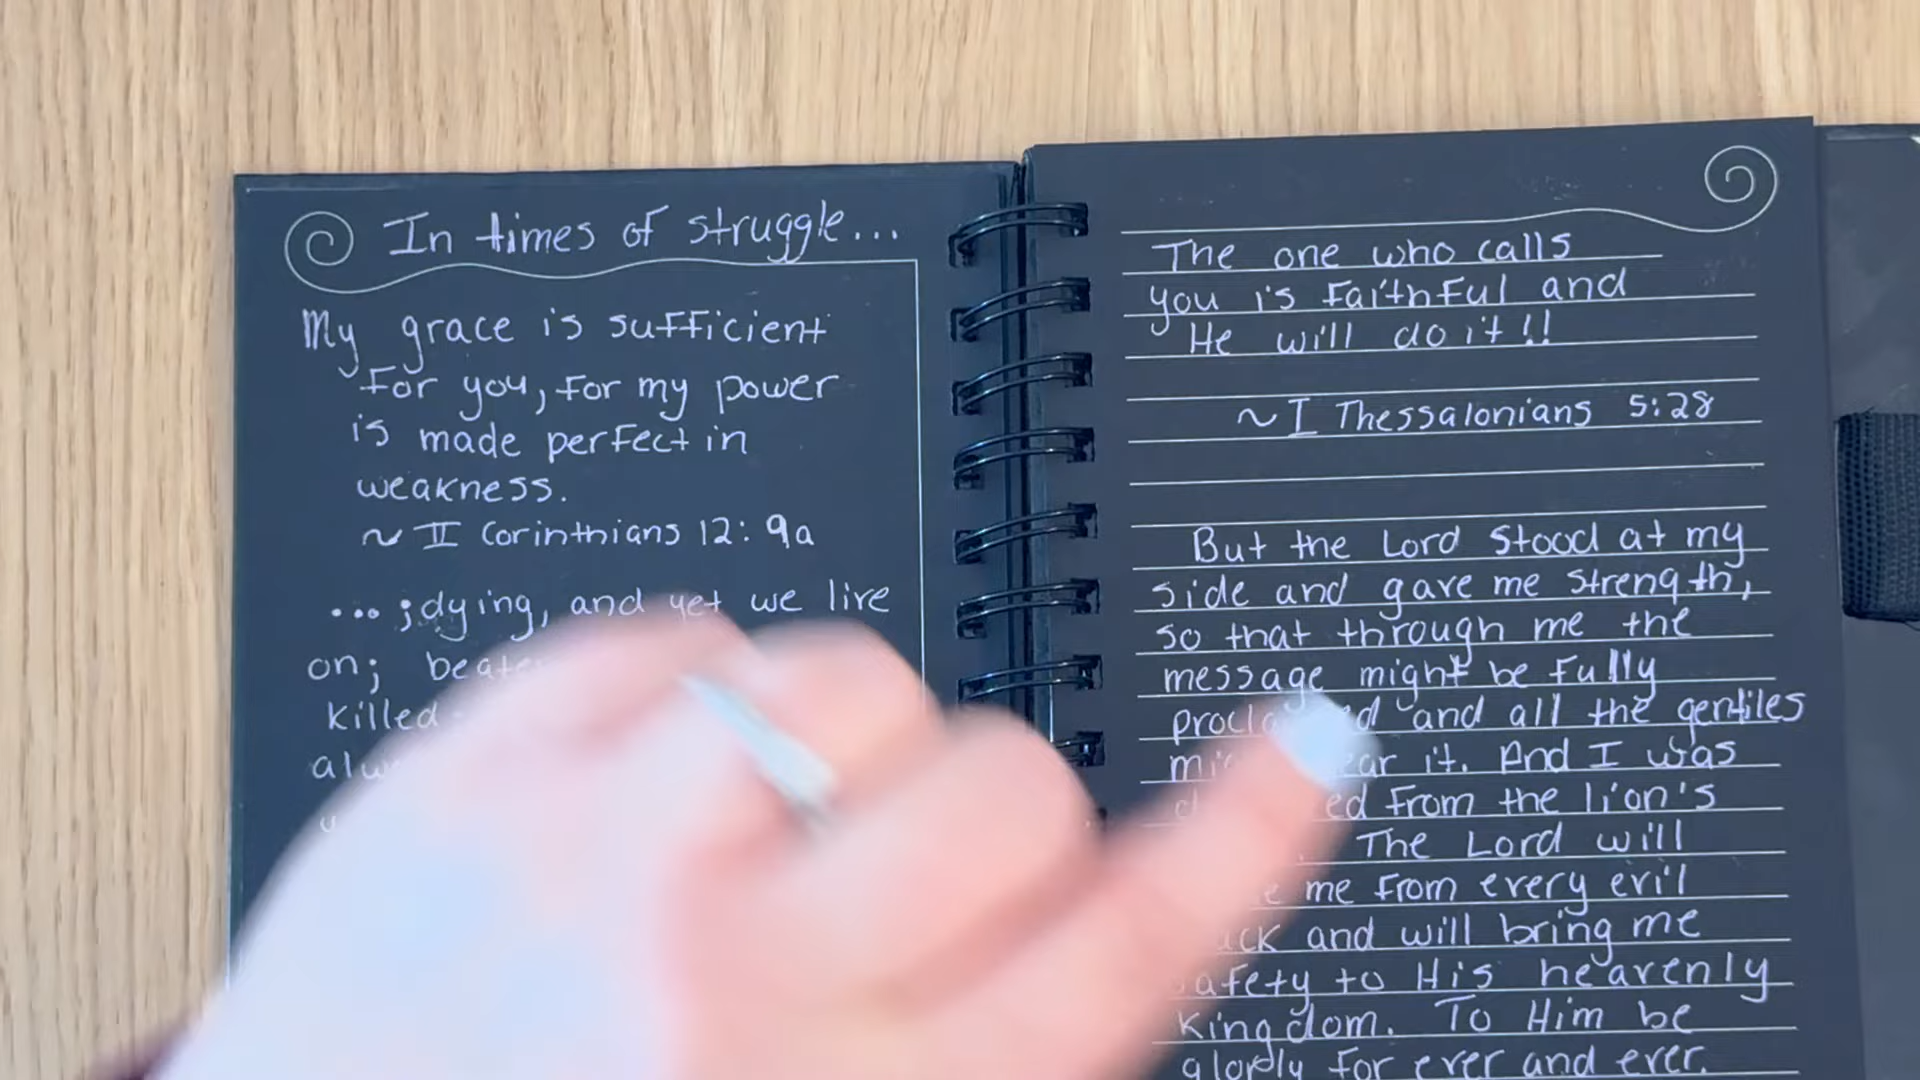 In times of struggle...
My grace is sufficient
for you, for my power
is made perfect in
weakness.
~ II Corinthians 12:9a
...; dying, and yet we live
on;
killed
The one who calls
you is faithful and
He will do it!!
~ I Thessalonians 5:28
But the Lord stood at my
side and gave me strength,
so that through me the
message might be fully
and all the gentiles
it. And I was
from the lion's
The Lord will
me from every evil
and will bring me
to His heavenly
kingdom. To Him be
for ever and ever.